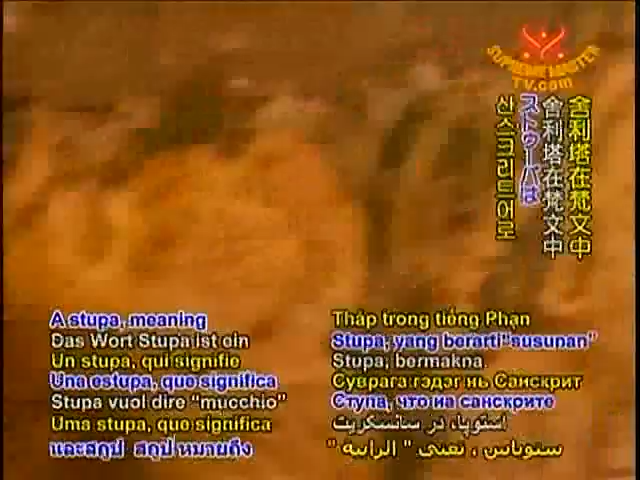 SUPREME MASTER
TV.com
舍利塔在梵文中
舍利塔在梵文中
ストゥーパは
산스크리트어로
A stupa, meaning
Das Wort Stupa ist ein
Un stupa, qui signifie
Una estupa, que significa
Stupa vuol dire “mucchio”
Uma stupa, que significa
และสถูป สถูป หมายถึง
Tháp trong tiếng Phạn
Stupa, yang berarti“susunan”
Stupa, bermakna
Суврага гэдэг нь Санскрит
Ступа, что на санскрите
استوپا، در سانسکریت
ستوباس ، تعني " الرابية "